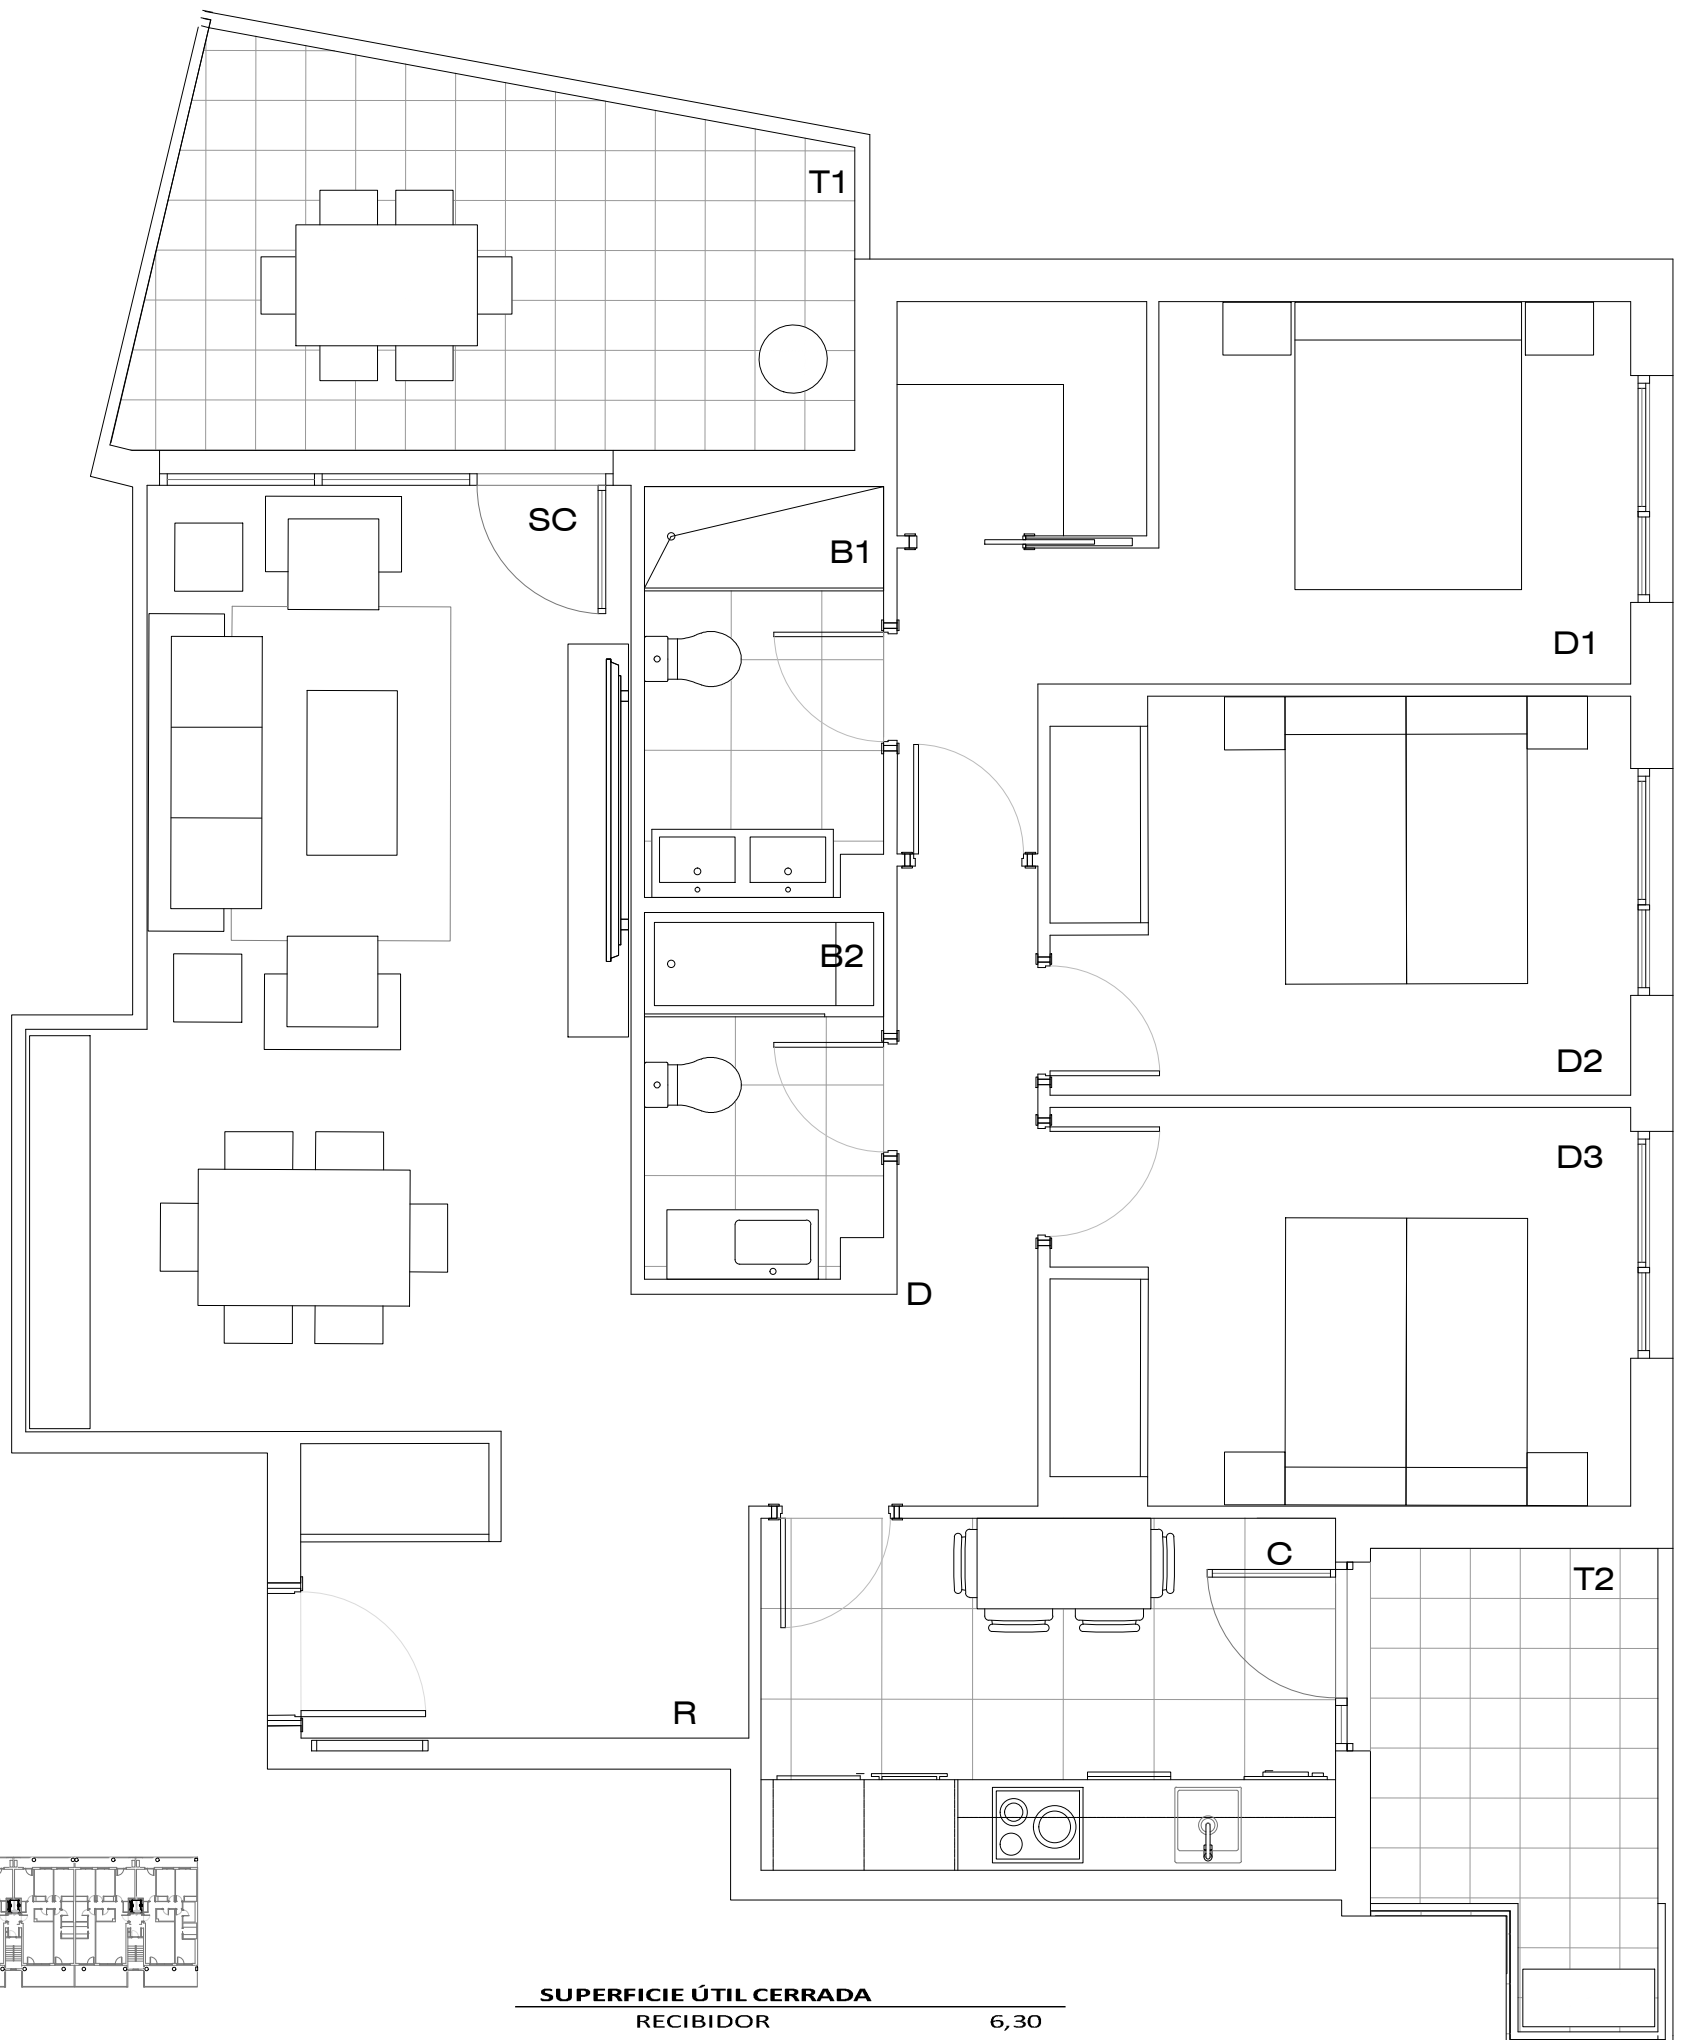 T1
SC
B1
D1
B2
D2
D3
D
C
T2
R
SUPERFICIE ÚTIL CERRADA
RECIBIDOR 6,30